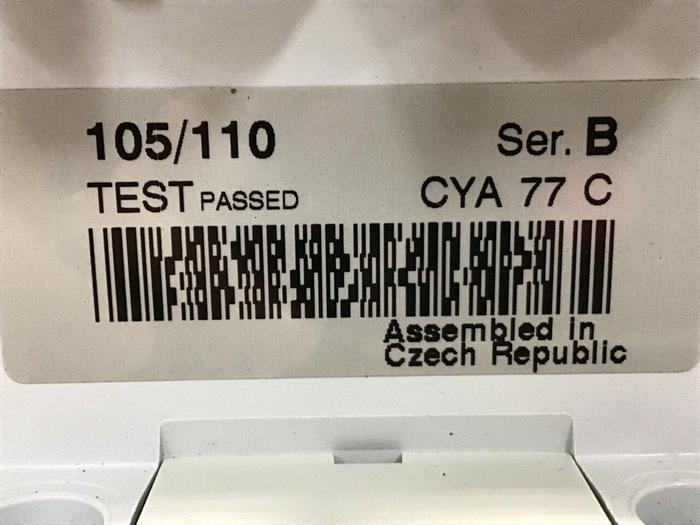 105/110 Ser. B
TEST PASSED CYA 77 C
Assembled in
Czech Republic